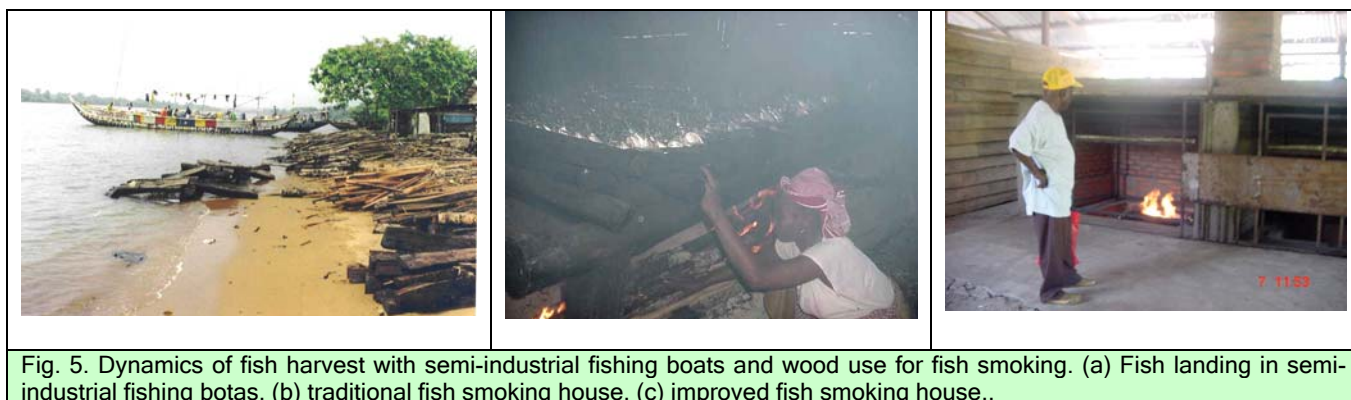 7 11:53
Fig. 5. Dynamics of fish harvest with semi-industrial fishing boats and wood use for fish smoking. (a) Fish landing in semi-
industrial fishing botas, (b) traditional fish smoking house, (c) improved fish smoking house..